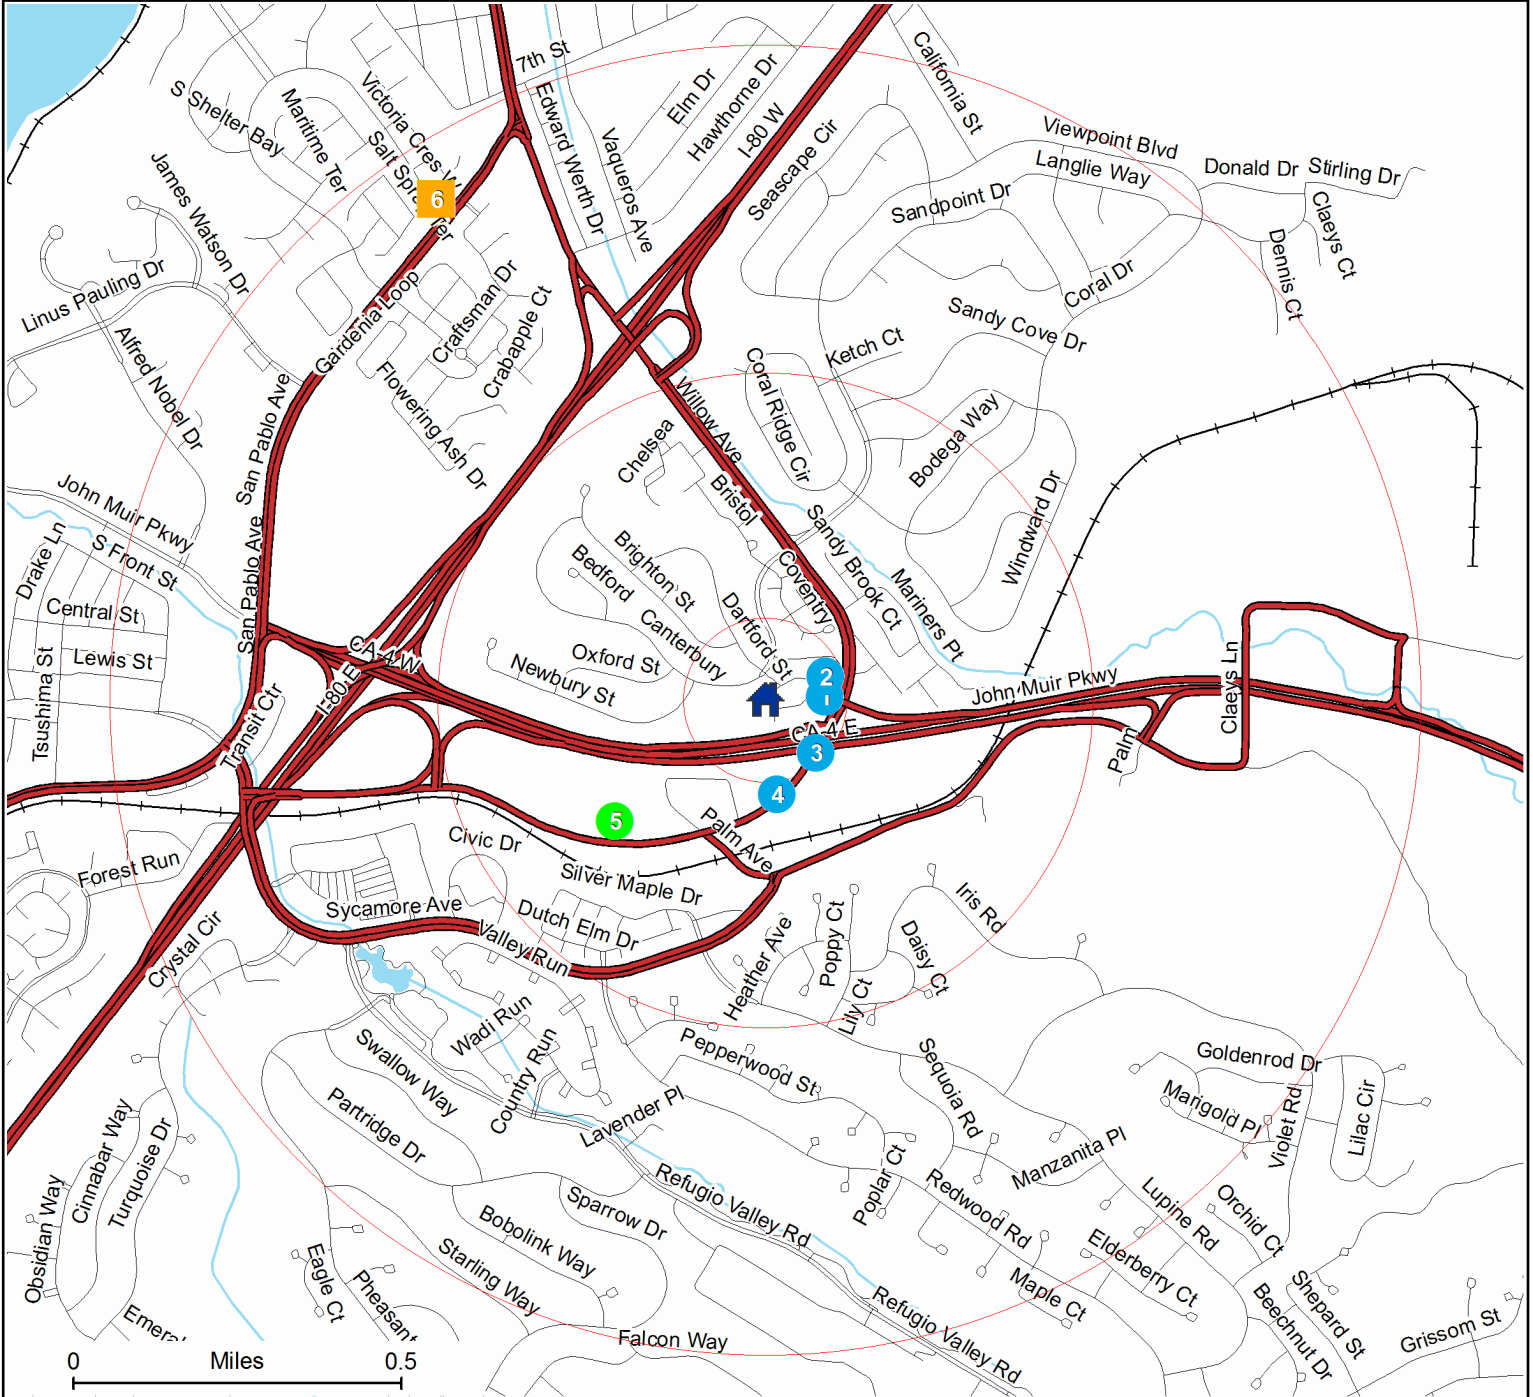 7th St
California St
Elm Dr
Hawthorne Dr
I-80 W
Victoria Cres W
S Shelter Bay
Maritime Ter
Salt Spra
Ter
6
Edward Werth Dr
Vaqueros Ave
Seascape Cir
Viewpoint Blvd
Langlie Way
Donald Dr
Stirling Dr
Sandpoint Dr
Claeys Ct
Dennis Ct
Coral Dr
James Watson Dr
Linus Pauling Dr
Gardenia Loop
Craftsman Dr
Crabapple Ct
Sandy Cove Dr
Ketch Ct
Alfred Nobel Dr
Flowering Ash Dr
Coral Ridge Cir
Willow Ave
Chelsea
Bodega Way
San Pablo Ave
Bristol
Windward Dr
John Muir Pkwy
S Front St
Drake Ln
San Pablo Ave
Brighton St
Bedford
Coventry
Sandy Brook Ct
Mariners Pt
Central St
Canterbury
Dartford St
Lewis St
Tsushima St
CA-4 W
Oxford St
Newbury St
I-80 E
Transit Ctr
2
1
John Muir Pkwy
Claeys Ln
CA-4 E
3
Palm
4
5
Palm Ave
Civic Dr
Silver Maple Dr
Forest Run
Sycamore Ave
Dutch Elm Dr
Valley Run
Crystal Cir
Iris Rd
Poppy Ct
Daisy Ct
Heather Ave
Lily Ct
Wadi Run
Country Run
Swallow Way
Partridge Dr
Pepperwood St
Sequoia Rd
Goldenrod Dr
Marigold Pl
Violet Rd
Lilac Cir
Lavender Pl
Manzanita Pl
Cinnabar Way
Turquoise Dr
Obsidian Way
Poplar Ct
Refugio Valley Rd
Redwood Rd
Lupine Rd
Orchid Ct
Sparrow Dr
Bobolink Way
Starling Way
Elderberry Ct
Maple Ct
Eagle Ct
Pheasant
Emeral
Beechnut Dr
Shepard St
Grissom St
Refugio Valley Rd
Falcon Way
0 Miles 0.5